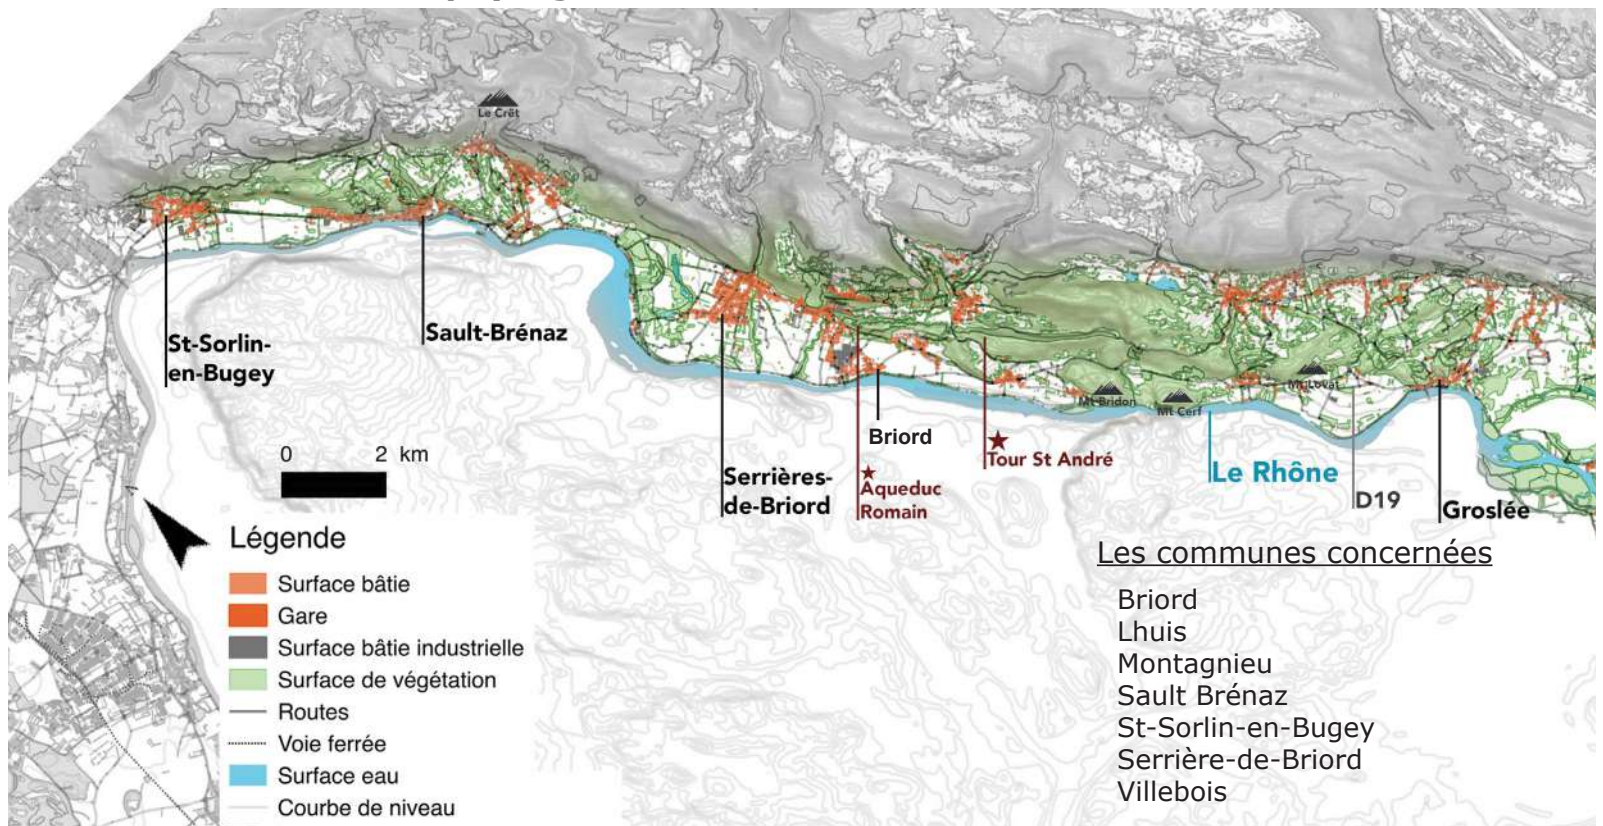 Le Crêt
St-Sorlin-
en-Bugey
Sault-Brénaz
Mt Bridon
Mt Cerf
Mt Lovat
Briord
Serrières-
de-Briord
Aqueduc
Romain
Tour St André
Le Rhône
D19
Groslée
0 2 km
Légende
Surface bâtie
Gare
Surface bâtie industrielle
Surface de végétation
Routes
Voie ferrée
Surface eau
Courbe de niveau
Les communes concernées
Briord
Lhuis
Montagnieu
Sault Brénaz
St-Sorlin-en-Bugey
Serrière-de-Briord
Villebois